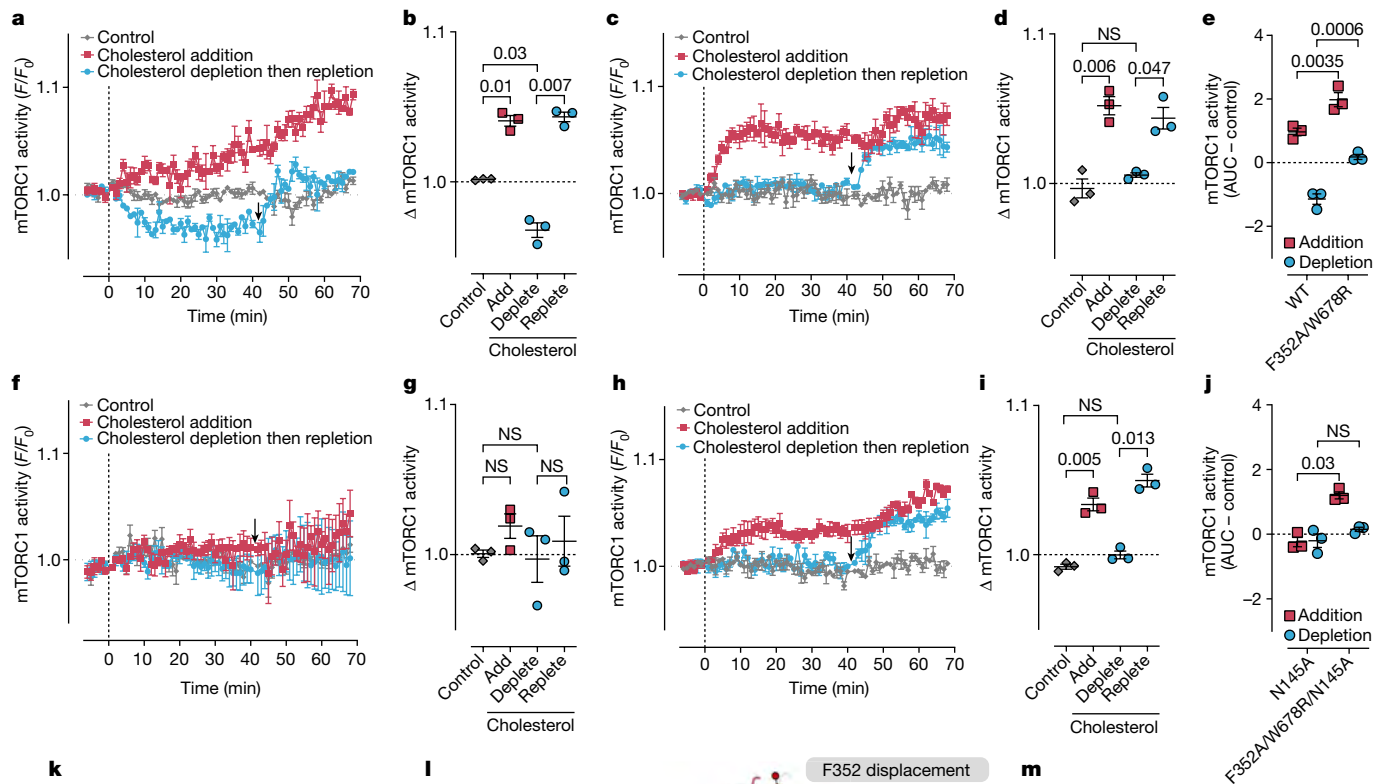 a
Control
Cholesterol addition
Cholesterol depletion then repletion
1.1
1.0
mTORC1 activity (F/F0)
0 10 20 30 40 50 60 70
Time (min)
b
1.1
0.03
0.01
0.007
1.0
Δ mTORC1 activity
Control
Add
Deplete
Replete
Cholesterol
c
Control
Cholesterol addition
Cholesterol depletion then repletion
1.1
1.0
mTORC1 activity (F/F0)
0 10 20 30 40 50 60 70
Time (min)
d
1.1
NS
0.006
0.047
1.0
Δ mTORC1 activity
Control
Add
Deplete
Replete
Cholesterol
e
4
0.0006
0.0035
2
0
−2
mTORC1 activity
(AUC – control)
Addition
Depletion
WT
F352A/W678R
f
Control
Cholesterol addition
Cholesterol depletion then repletion
1.1
1.0
mTORC1 activity (F/F0)
0 10 20 30 40 50 60 70
Time (min)
g
1.1
NS
NS
NS
1.0
Δ mTORC1 activity
Control
Add
Deplete
Replete
Cholesterol
h
Control
Cholesterol addition
Cholesterol depletion then repletion
1.1
1.0
mTORC1 activity (F/F0)
0 10 20 30 40 50 60 70
Time (min)
i
1.1
NS
0.013
0.005
1.0
Δ mTORC1 activity
Control
Add
Deplete
Replete
Cholesterol
j
4
NS
0.03
2
0
−2
mTORC1 activity
(AUC – control)
Addition
Depletion
N145A
F352A/W678R/N145A
k
l
F352 displacement
m